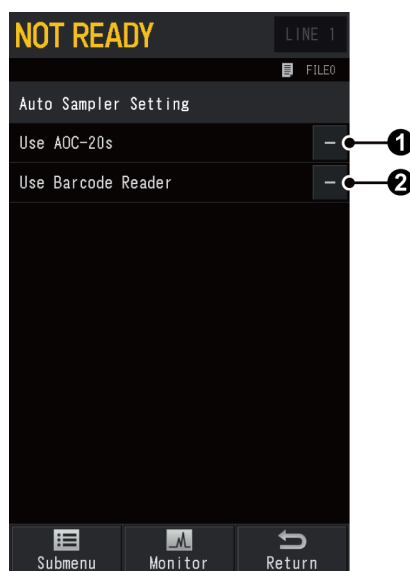 NOT READY
LINE 1
FILE0
Auto Sampler Setting
Use AOC-20s −
1
Use Barcode Reader −
2
Submenu Monitor Return